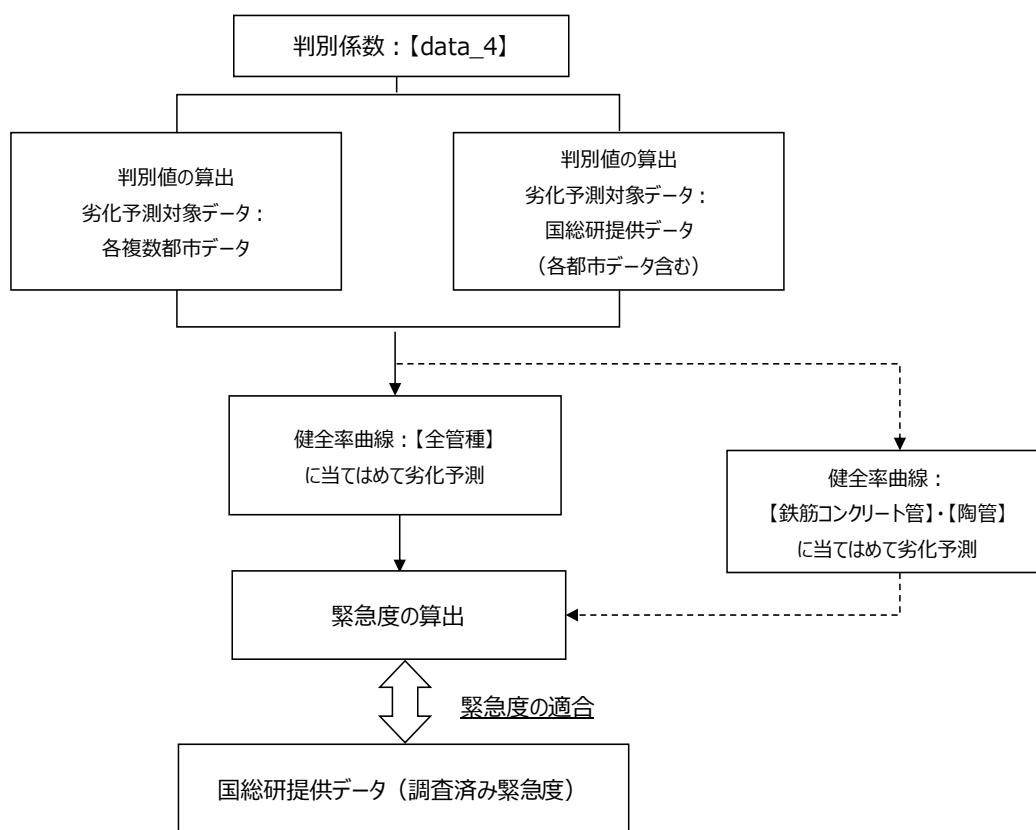 判別係数：【data_4】
判別値の算出
劣化予測対象データ：
各複数都市データ
判別値の算出
劣化予測対象データ：
国総研提供データ
（各都市データ含む）
健全率曲線：【全管種】
に当てはめて劣化予測
健全率曲線：
【鉄筋コンクリート管】・【陶管】
に当てはめて劣化予測
緊急度の算出
緊急度の適合
国総研提供データ（調査済み緊急度）